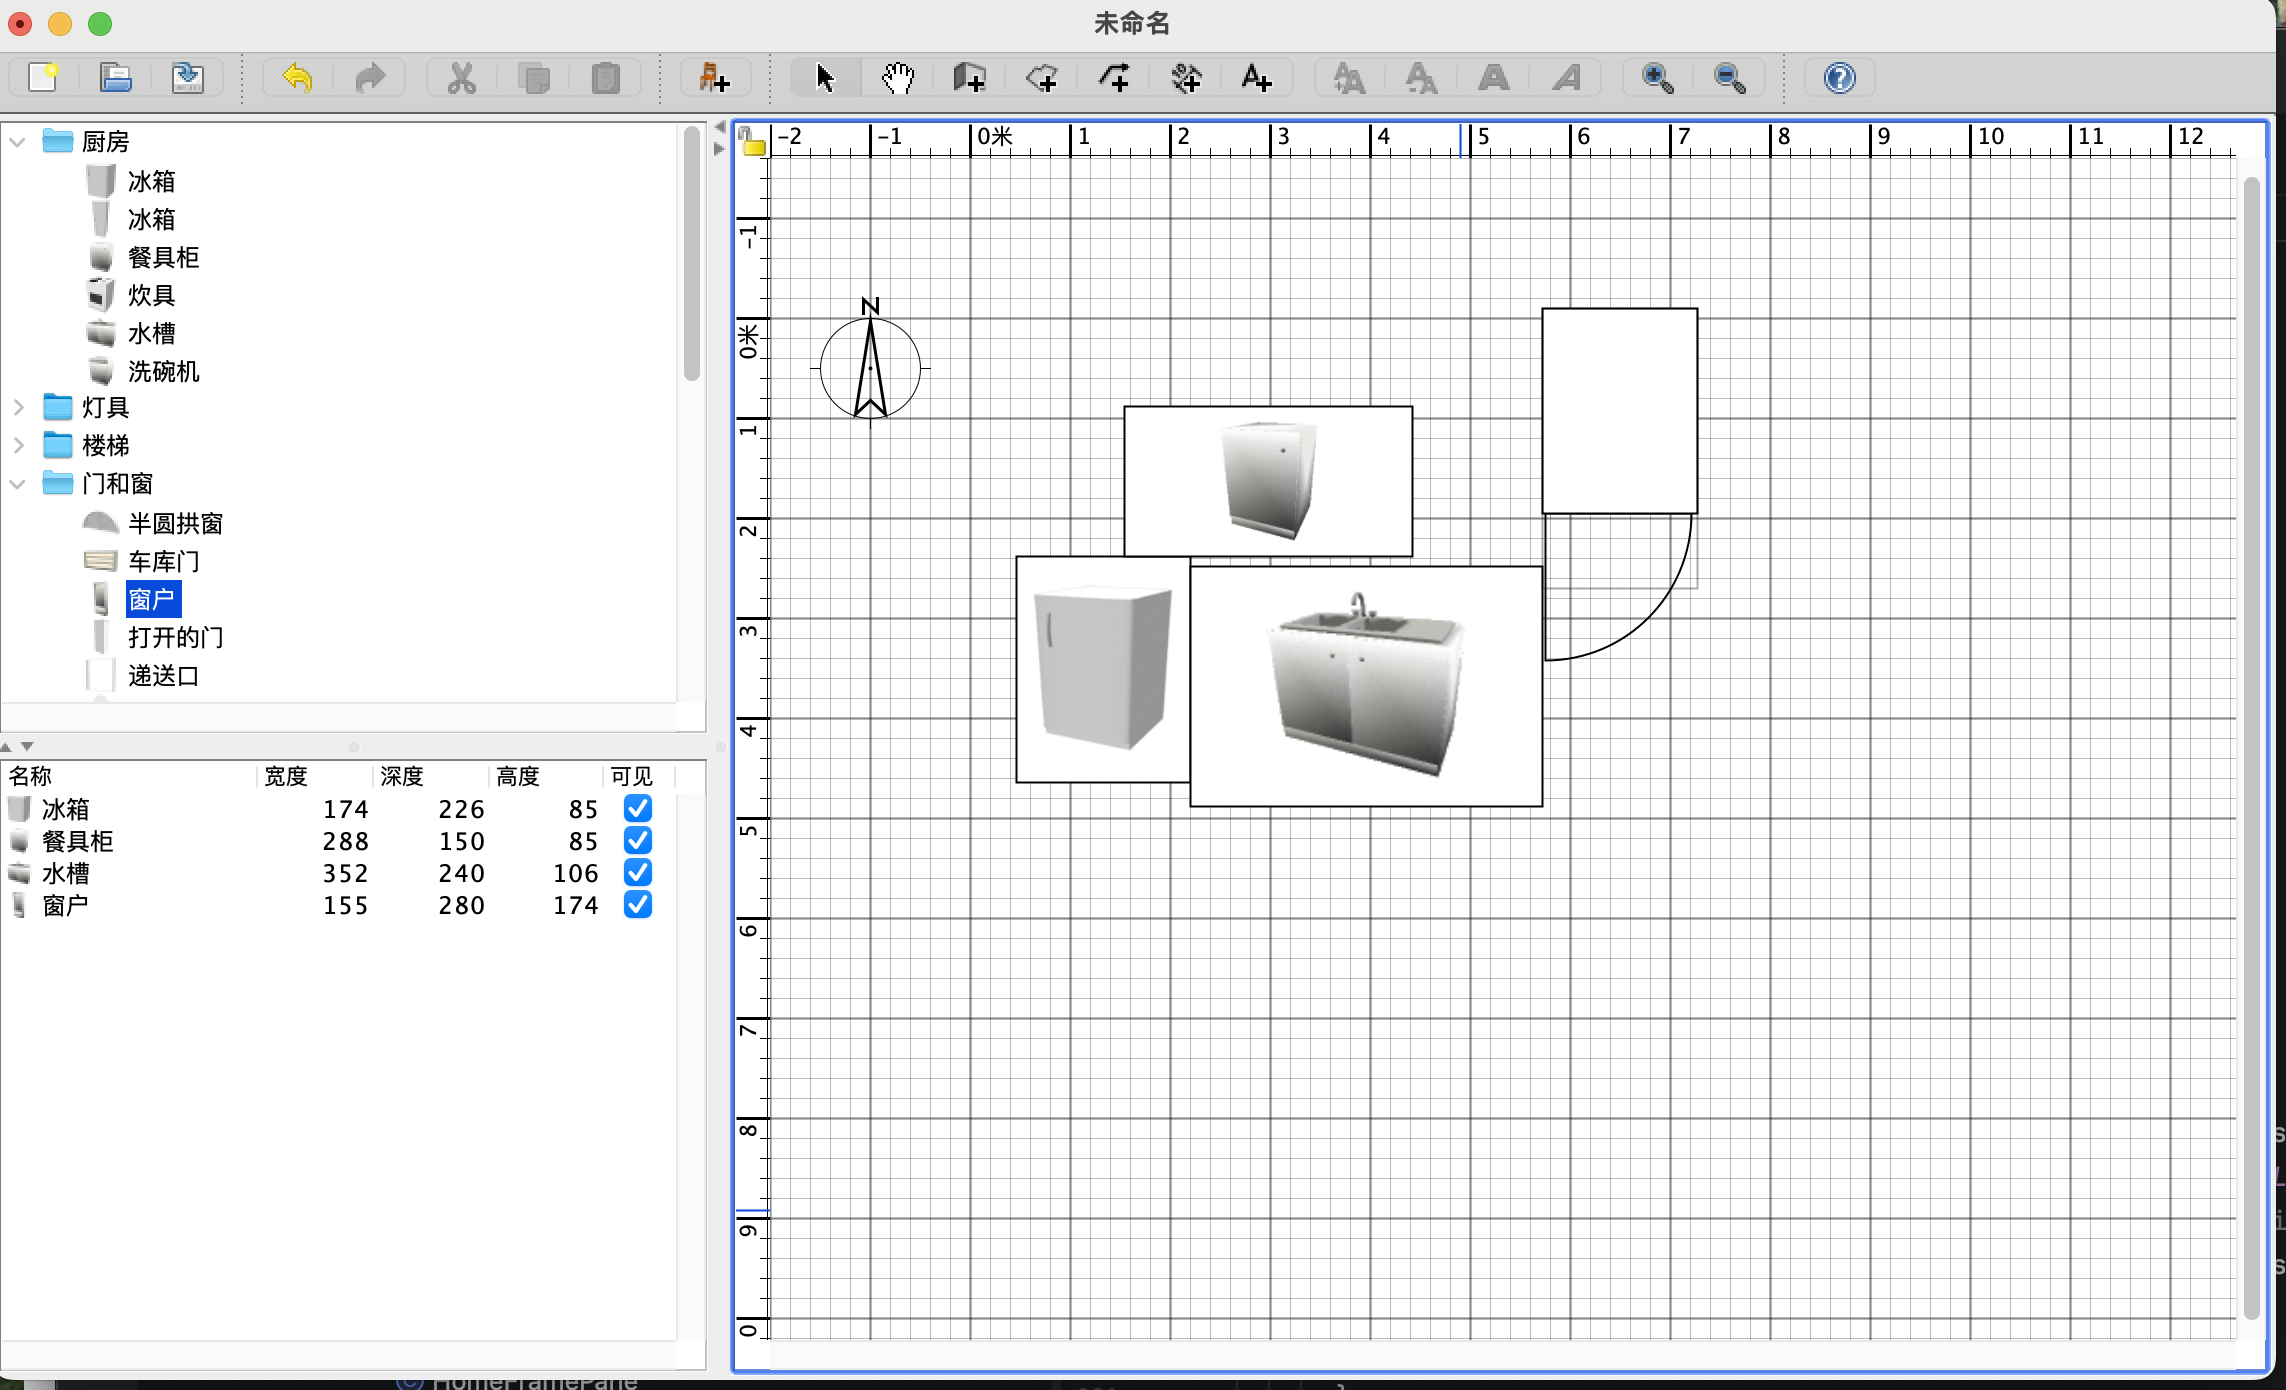 未命名
厨房
冰箱
冰箱
餐具柜
炊具
水槽
洗碗机
灯具
楼梯
门和窗
半圆拱窗
车库门
窗户
打开的门
递送口
名称 宽度 深度 高度 可见
冰箱 174 226 85
餐具柜 288 150 85
水槽 352 240 106
窗户 155 280 174
-2 -1 0米 1 2 3 4 5 6 7 8 9 10 11 12
-1
0米
1
2
3
4
5
6
7
8
9
0
N
HomeFramePane